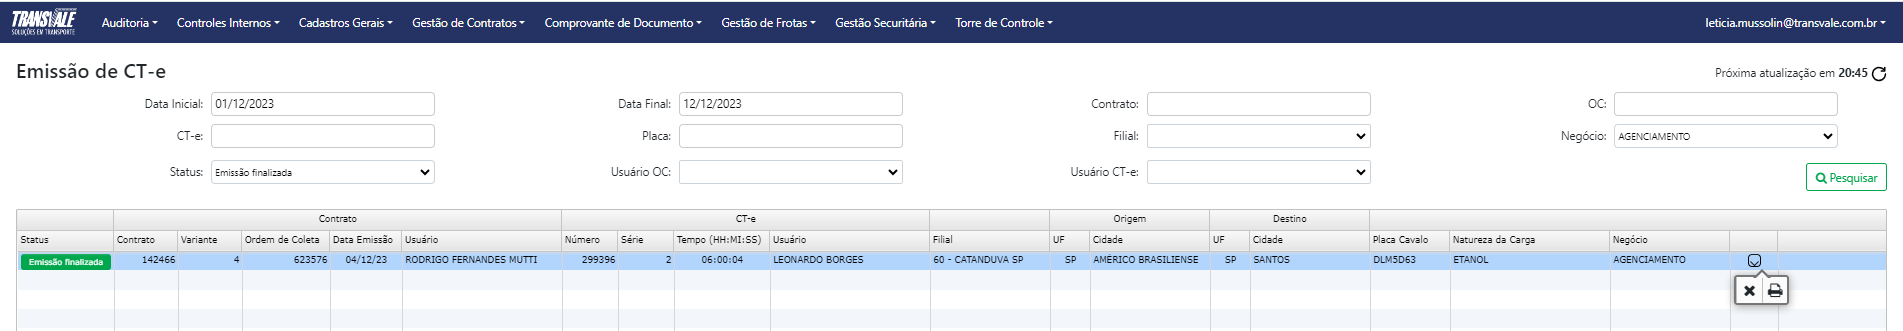 TRANSVALE
SOLUÇÕES EM TRANSPORTE
Auditoria Controles Internos Cadastros Gerais Gestão de Contratos Comprovante de Documento Gestão de Frotas Gestão Securitária Torre de Controle leticia.mussolin@transvale.com.br
Emissão de CT-e
Próxima atualização em 20:45
Data Inicial: 01/12/2023 Data Final: 12/12/2023 Contrato: OC:
CT-e: Placa: Filial: Negócio: AGENCIAMENTO
Status: Emissão finalizada Usuário OC: Usuário CT-e:
Pesquisar
Contrato CT-e Origem Destino
Status Contrato Variante Ordem de Coleta Data Emissão Usuário Número Série Tempo (HH:MI:SS) Usuário Filial UF Cidade UF Cidade Placa Cavalo Natureza da Carga Negócio
Emissão finalizada 142466 4 623576 04/12/23 RODRIGO FERNANDES MUTTI 299396 2 06:00:04 LEONARDO BORGES 60 - CATANDUVA SP SP AMÉRICO BRASILIENSE SP SANTOS DLM5D63 ETANOL AGENCIAMENTO